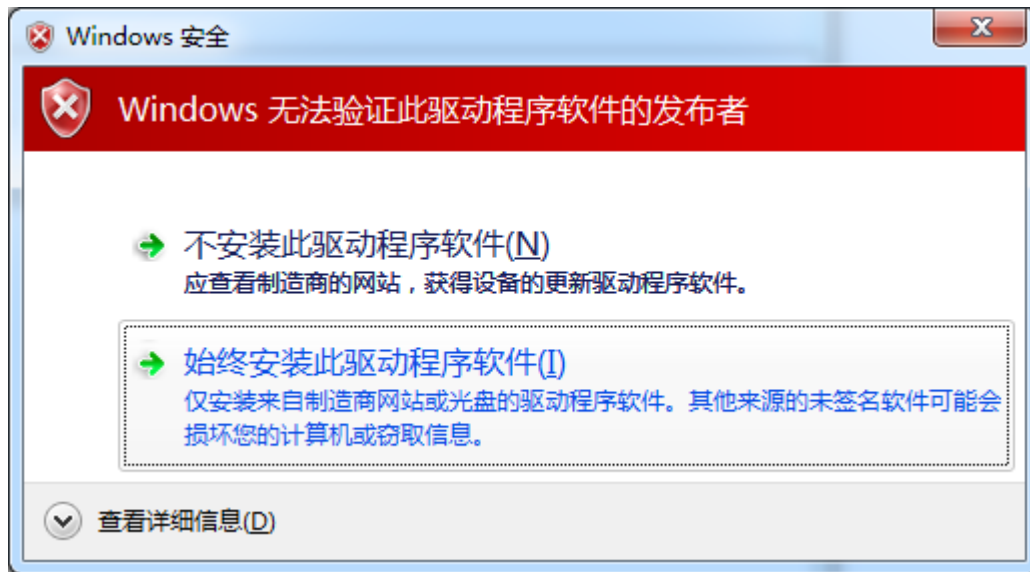 Windows 安全
Windows 无法验证此驱动程序软件的发布者
不安装此驱动程序软件(N)
应查看制造商的网站，获得设备的更新驱动程序软件。
始终安装此驱动程序软件(I)
仅安装来自制造商网站或光盘的驱动程序软件。其他来源的未签名软件可能会
损坏您的计算机或窃取信息。
查看详细信息(D)